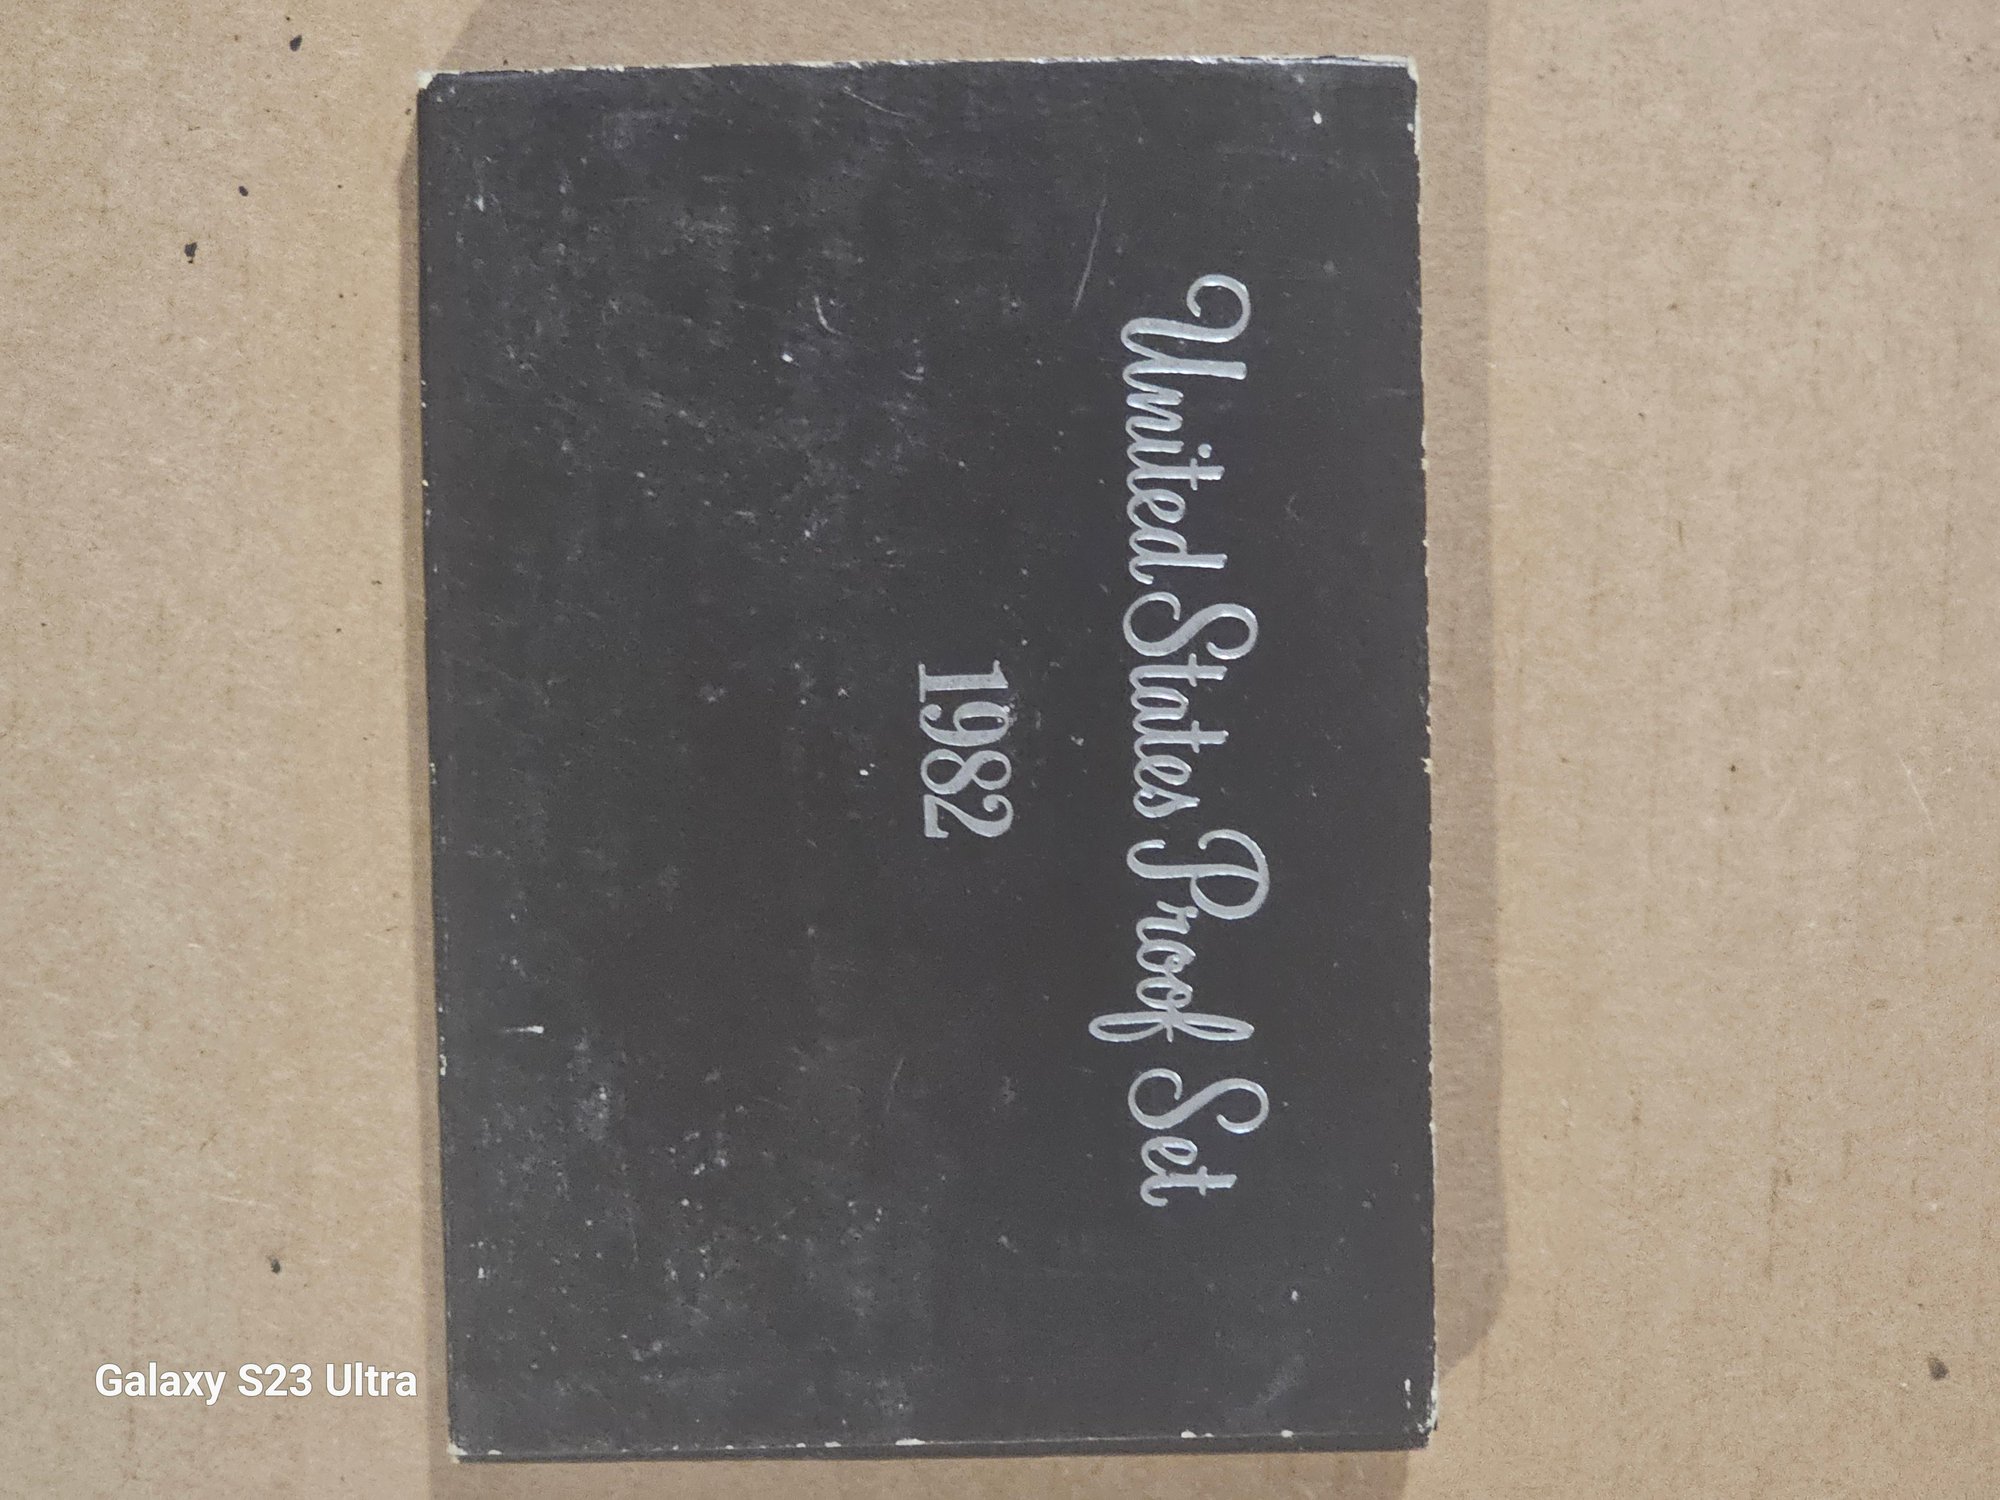 United States Proof Set
1982
Galaxy S23 Ultra